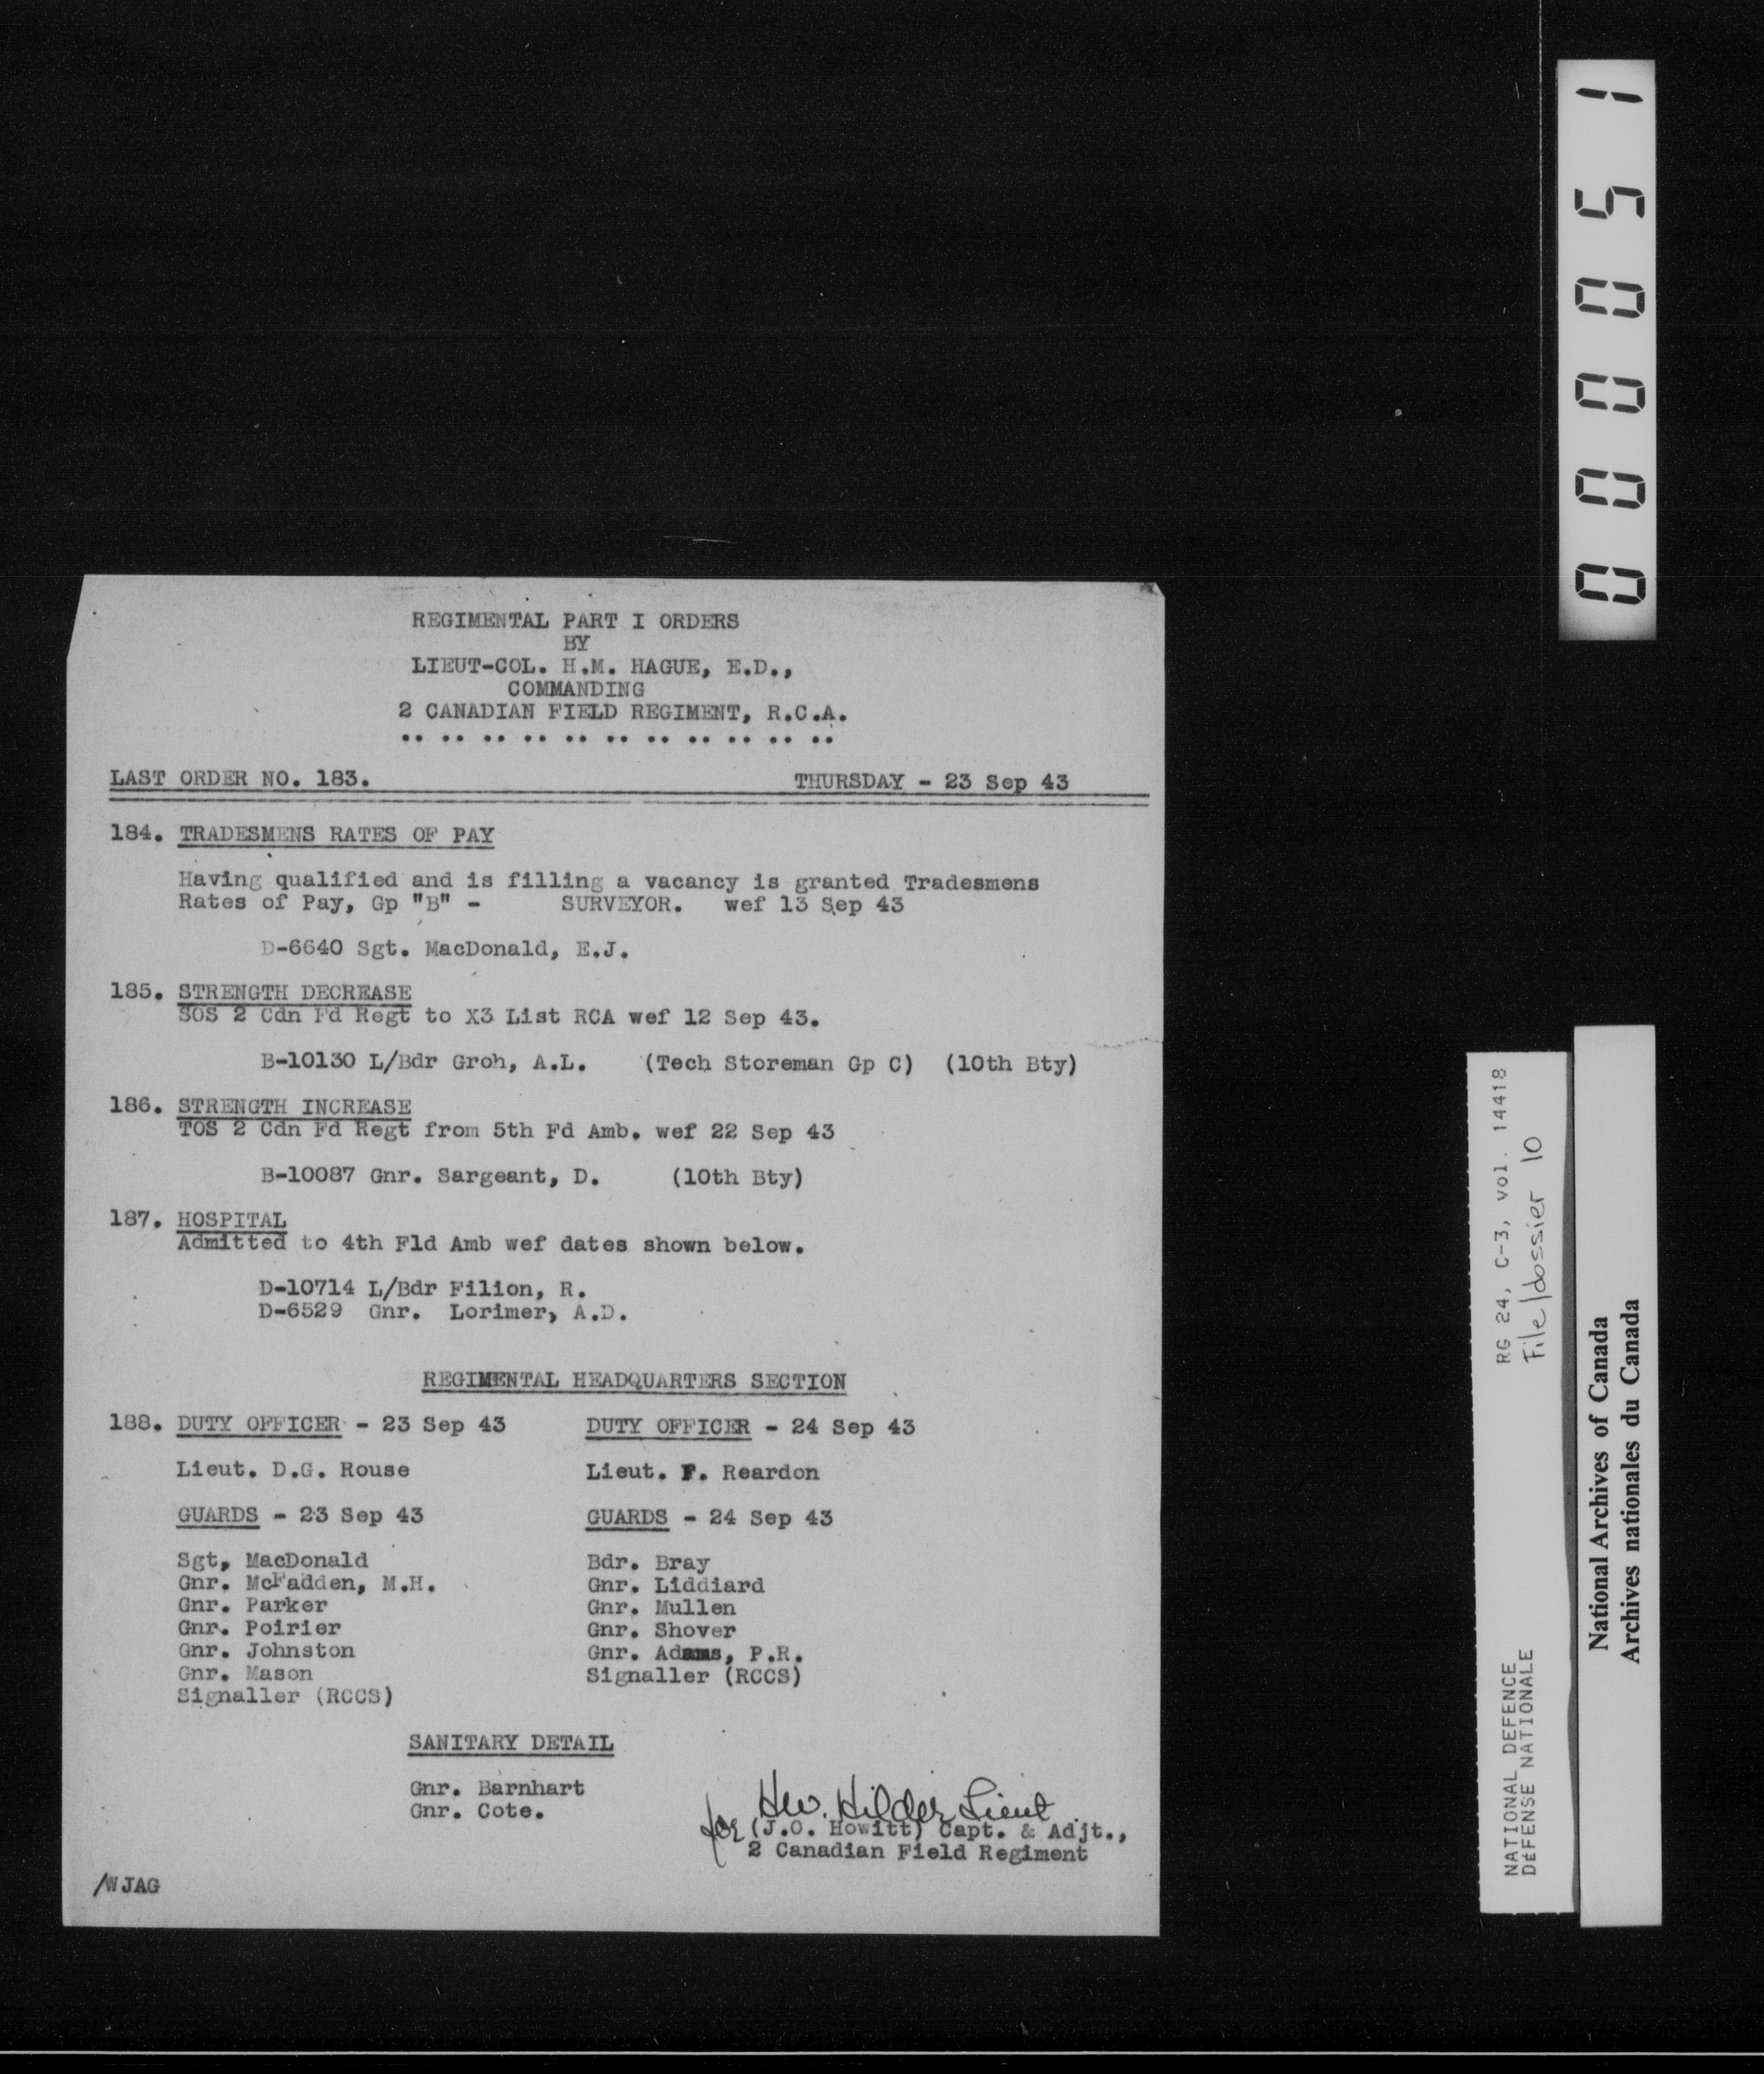 REGIMENTAL PART I ORDERS
BY
LIEUT-COL. H.M. HAGUE, E.D.,
COMMANDING
2 CANADIAN FIELD REGIMENT, R.C.A.
.. .. .. .. .. .. .. .. .. .. ..
LAST ORDER NO. 183. THURSDAY - 23 Sep 43
184. TRADESMENS RATES OF PAY
Having qualified and is filling a vacancy is granted Tradesmens
Rates of Pay, Gp "B" - SURVEYOR. wef 13 Sep 43
D-6640 Sgt. MacDonald, E.J.
185. STRENGTH DECREASE
SOS 2 Cdn Fd Regt to X3 List RCA wef 12 Sep 43.
B-10130 L/Bdr Groh, A.L. (Tech Storeman Gp C) (10th Bty)
186. STRENGTH INCREASE
TOS 2 Cdn Fd Regt from 5th Fd Amb. wef 22 Sep 43
B-10087 Gnr. Sargeant, D. (10th Bty)
187. HOSPITAL
Admitted to 4th Fld Amb wef dates shown below.
D-10714 L/Bdr Filion, R.
D-6529 Gnr. Lorimer, A.D.
REGIMENTAL HEADQUARTERS SECTION
188. DUTY OFFICER - 23 Sep 43 DUTY OFFICER - 24 Sep 43
Lieut. D.G. Rouse Lieut. F. Reardon
GUARDS - 23 Sep 43 GUARDS - 24 Sep 43
Sgt, MacDonald Bdr. Bray
Gnr. McFadden, M.H. Gnr. Liddiard
Gnr. Parker Gnr. Mullen
Gnr. Poirier Gnr. Shover
Gnr. Johnston Gnr. Adams, P.R.
Gnr. Mason Signaller (RCCS)
Signaller (RCCS)
SANITARY DETAIL
Gnr. Barnhart
Gnr. Cote.
HW. Hilder Lieut
for (J.O. Howitt) Capt. & Adjt.,
2 Canadian Field Regiment
/WJAG
000051
RG 24, C-3, vol. 14418
File/dossier 10
NATIONAL DEFENCE
DÉFENSE NATIONALE
National Archives of Canada
Archives nationales du Canada